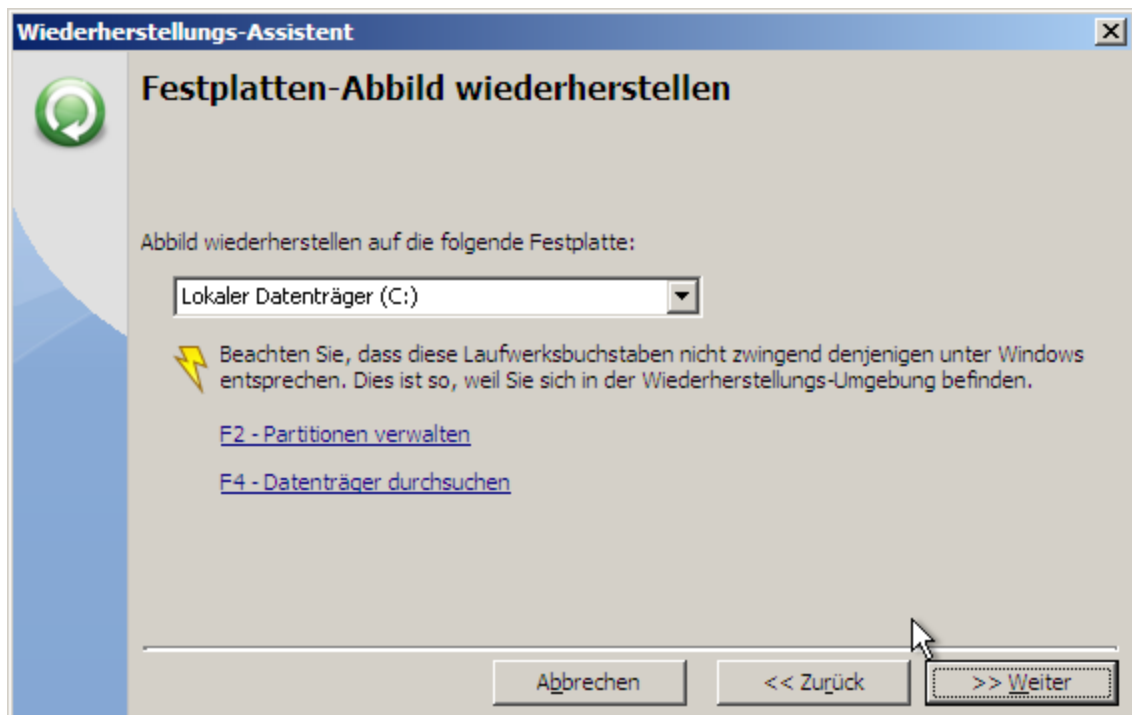 Wiederherstellungs-Assistent
Festplatten-Abbild wiederherstellen
Abbild wiederherstellen auf die folgende Festplatte:
Lokaler Datenträger (C:)
Beachten Sie, dass diese Laufwerksbuchstaben nicht zwingend denjenigen unter Windows
entsprechen. Dies ist so, weil Sie sich in der Wiederherstellungs-Umgebung befinden.
F2 - Partitionen verwalten
F4 - Datenträger durchsuchen
Abbrechen << Zurück >> Weiter